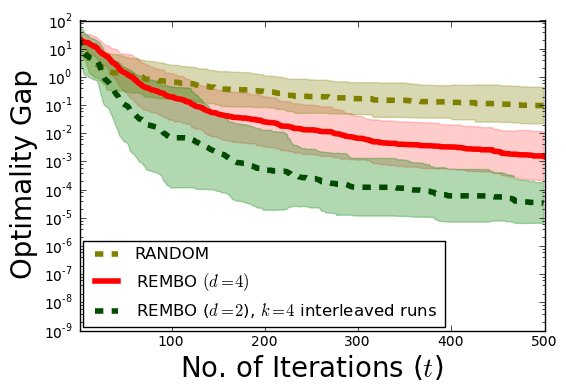 10^2
10^1
10^0
10^-1
10^-2
10^-3
10^-4
10^-5
10^-6
10^-7
10^-8
10^-9
Optimality Gap
RANDOM
REMBO (d=4)
REMBO (d=2), k=4 interleaved runs
100 200 300 400 500
No. of Iterations (t)